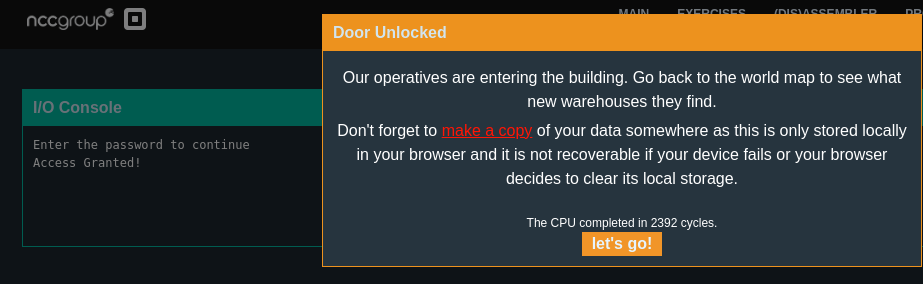 nccgroup
MAIN EXERCISES (DIS)ASSEMBLER
Door Unlocked
Our operatives are entering the building. Go back to the world map to see what
new warehouses they find.
Don't forget to make a copy of your data somewhere as this is only stored locally
in your browser and it is not recoverable if your device fails or your browser
decides to clear its local storage.
The CPU completed in 2392 cycles.
let's go!
I/O Console
Enter the password to continue
Access Granted!